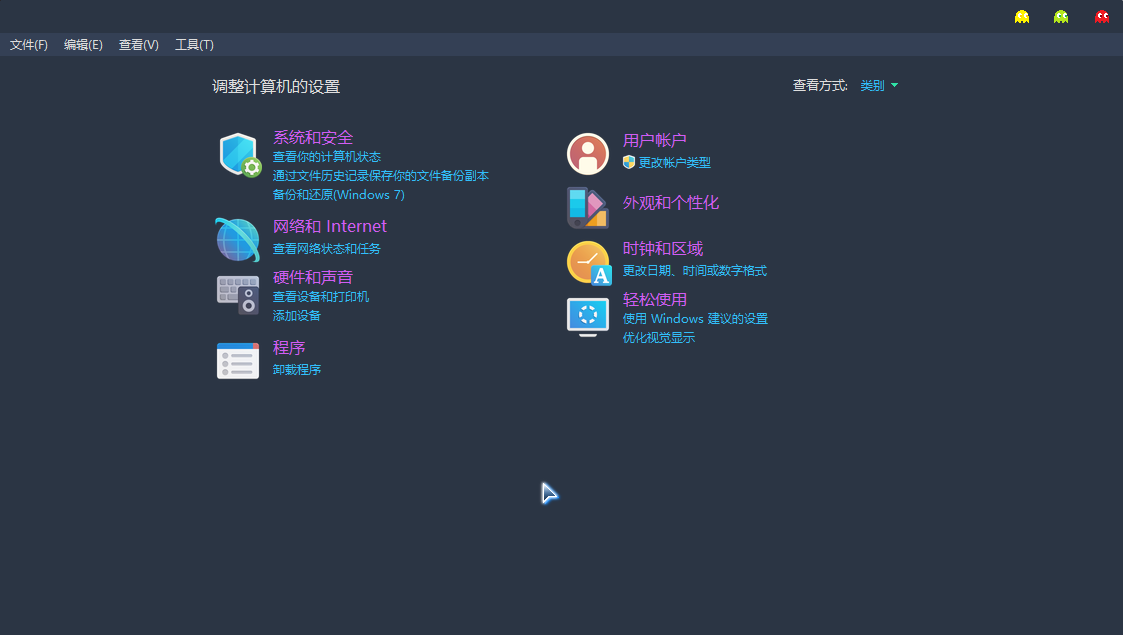 文件(F) 编辑(E) 查看(V) 工具(T)
调整计算机的设置
查看方式: 类别
系统和安全
查看你的计算机状态
通过文件历史记录保存你的文件备份副本
备份和还原(Windows 7)
网络和 Internet
查看网络状态和任务
硬件和声音
查看设备和打印机
添加设备
程序
卸载程序
用户帐户
更改帐户类型
外观和个性化
时钟和区域
更改日期、时间或数字格式
轻松使用
使用 Windows 建议的设置
优化视觉显示
A